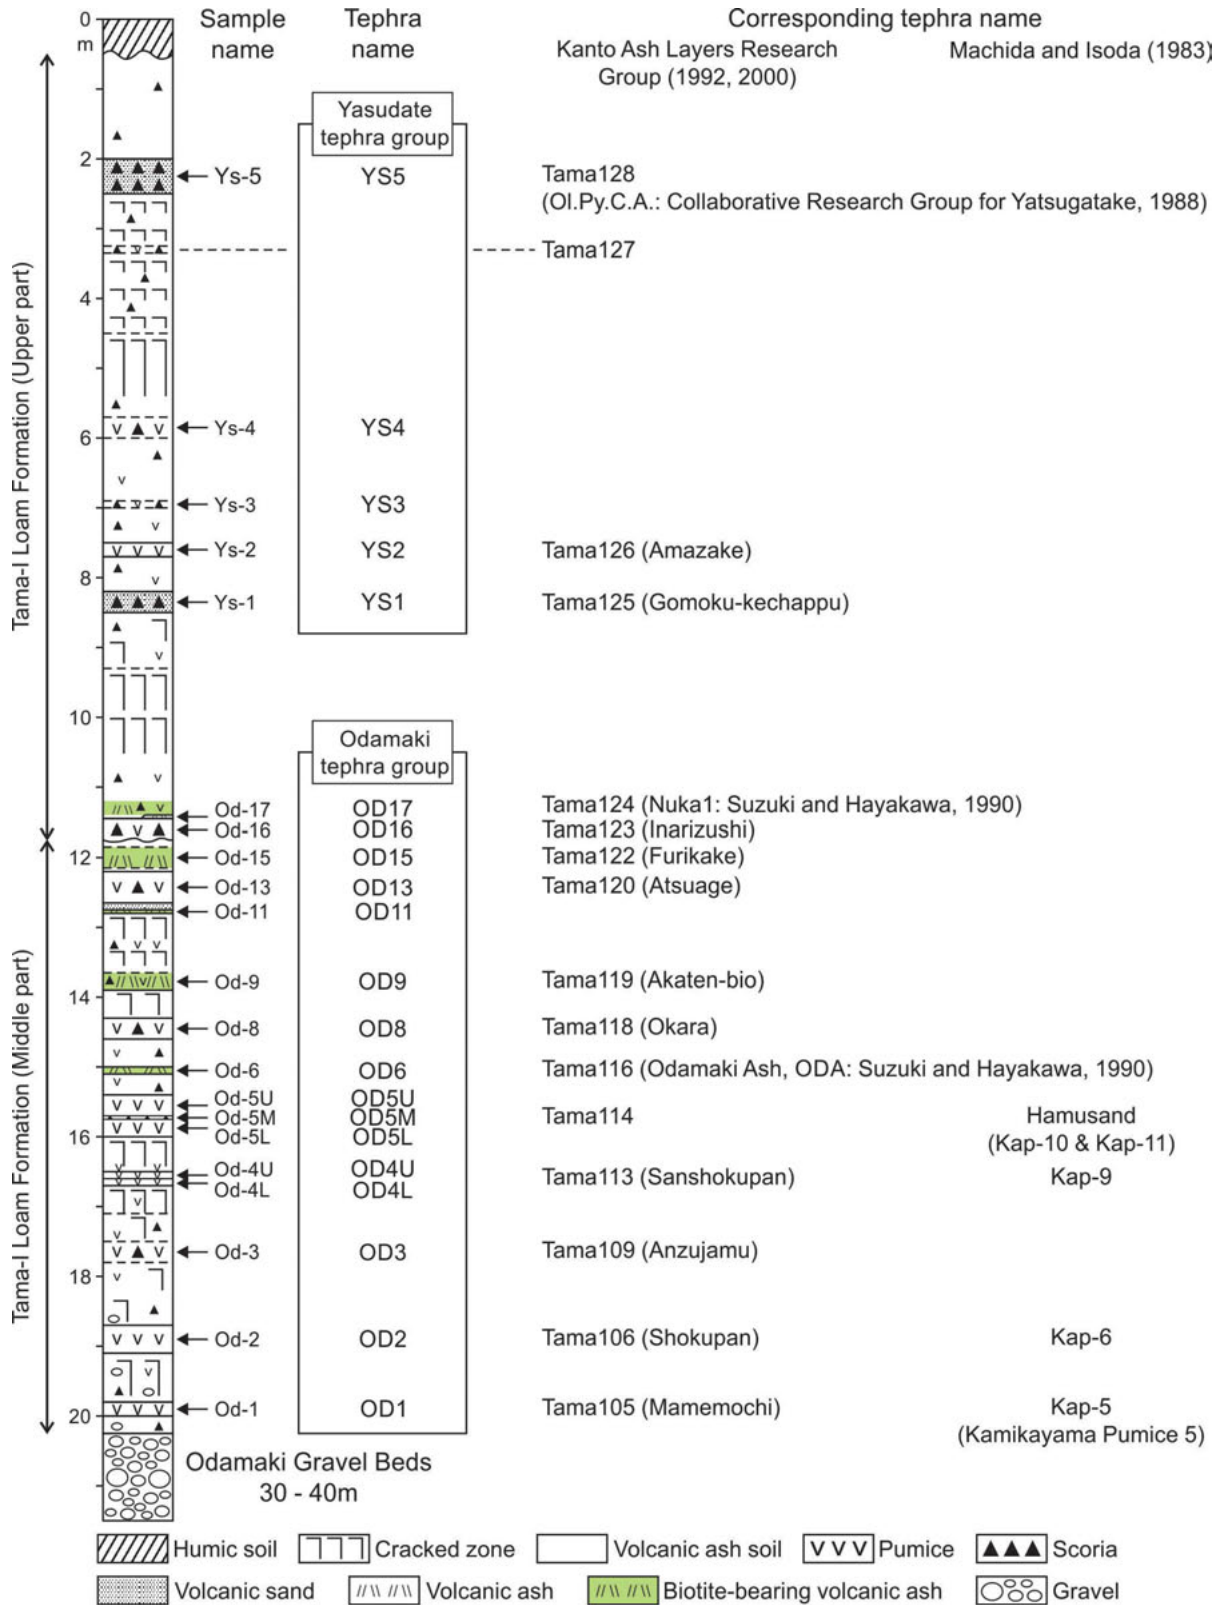 0
m
Sample
name
Tephra
name
Corresponding tephra name
Kanto Ash Layers Research
Group (1992, 2000)
Machida and Isoda (1983)
Yasudate
tephra group
2
Ys-5
YS5
Tama128
(Ol.Py.C.A.: Collaborative Research Group for Yatsugatake, 1988)
Tama127
4
Tama-I Loam Formation (Upper part)
Ys-4
YS4
6
Ys-3
YS3
Ys-2
YS2
Tama126 (Amazake)
8
Ys-1
YS1
Tama125 (Gomoku-kechappu)
10
Odamaki
tephra group
Od-17
OD17
Tama124 (Nuka1: Suzuki and Hayakawa, 1990)
Od-16
OD16
Tama123 (Inarizushi)
12
Od-15
OD15
Tama122 (Furikake)
Od-13
OD13
Tama120 (Atsuage)
Od-11
OD11
Tama-I Loam Formation (Middle part)
Od-9
OD9
Tama119 (Akaten-bio)
14
Od-8
OD8
Tama118 (Okara)
Od-6
OD6
Tama116 (Odamaki Ash, ODA: Suzuki and Hayakawa, 1990)
Od-5U
OD5U
Od-5M
OD5M
Tama114
Hamusand
(Kap-10 & Kap-11)
Od-5L
OD5L
16
Od-4U
OD4U
Tama113 (Sanshokupan)
Kap-9
Od-4L
OD4L
Od-3
OD3
Tama109 (Anzujamu)
18
Od-2
OD2
Tama106 (Shokupan)
Kap-6
Od-1
OD1
Tama105 (Mamemochi)
Kap-5
(Kamikayama Pumice 5)
20
Odamaki Gravel Beds
30 - 40m
Humic soil
Cracked zone
Volcanic ash soil
Pumice
Scoria
Volcanic sand
Volcanic ash
Biotite-bearing volcanic ash
Gravel